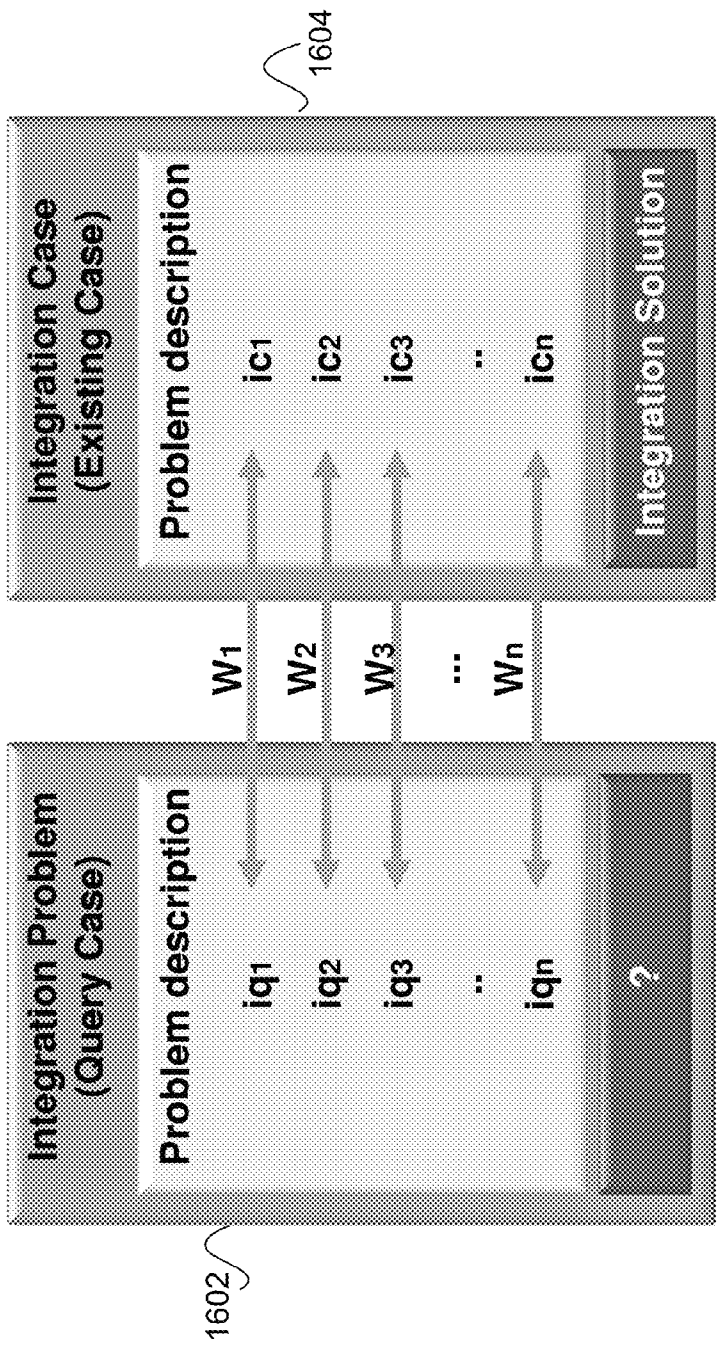 1602
Integration Problem
(Query Case)
Problem description
iq1
iq2
iq3
..
iqn
?
W1
W2
W3
...
Wn
Integration Case
(Existing Case)
Problem description
ic1
ic2
ic3
..
icn
Integration Solution
1604